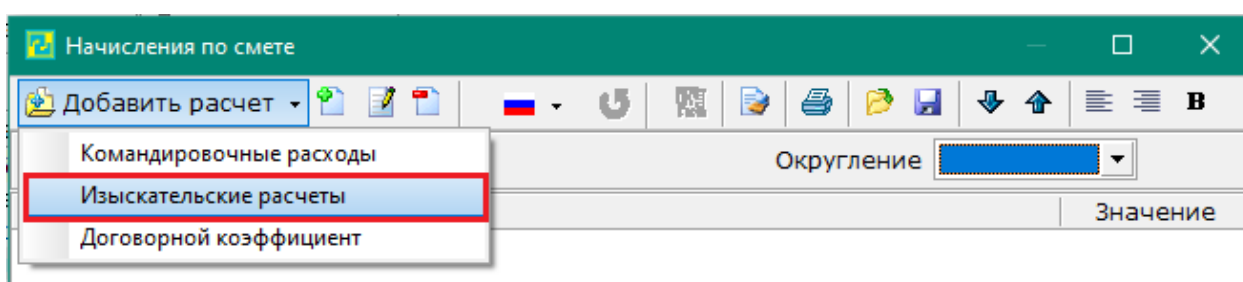 Начисления по смете
Добавить расчет
B
Командировочные расходы
Округление
Изыскательские расчеты
Значение
Договорной коэффициент